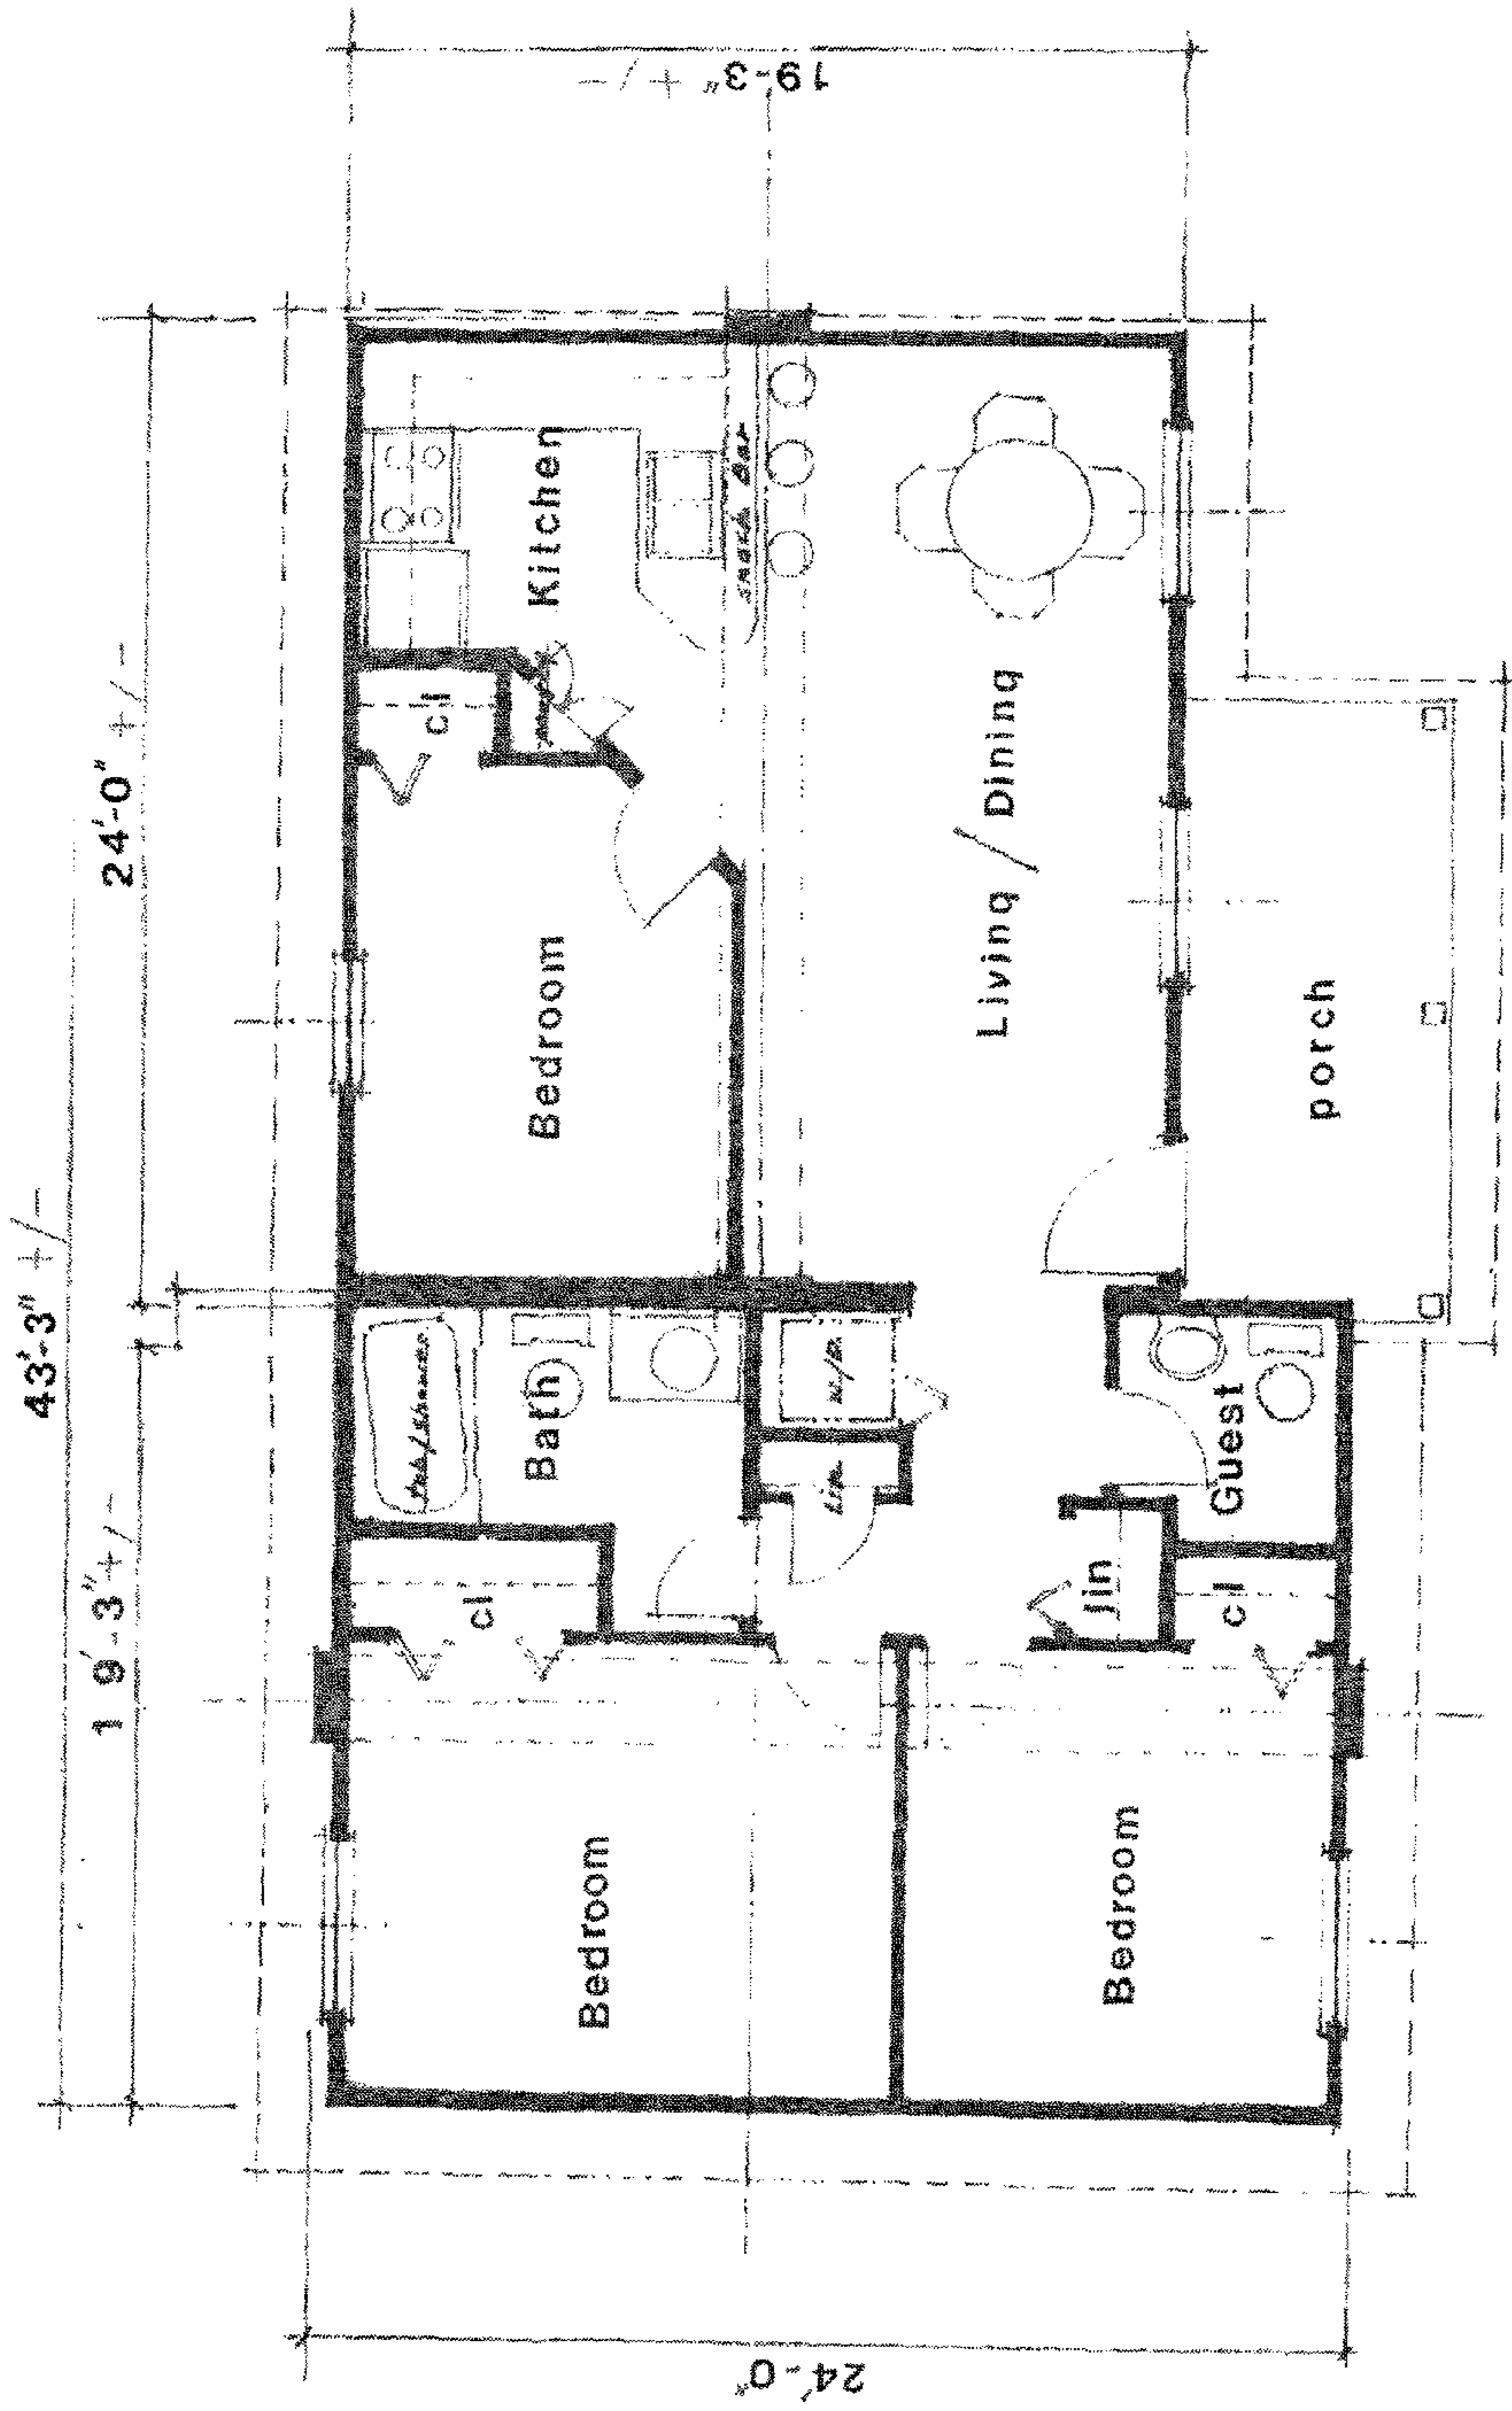 43'-3" +/-
19'-3" +/-
24'-0" +/-
cl
Kitchen
Bedroom
snack Bar
19'-3" +/-
Living / Dining
porch
tub/shower
Bath
w/D
Lin
cl
Guest
lin
cl
Bedroom
Bedroom
24'-0"